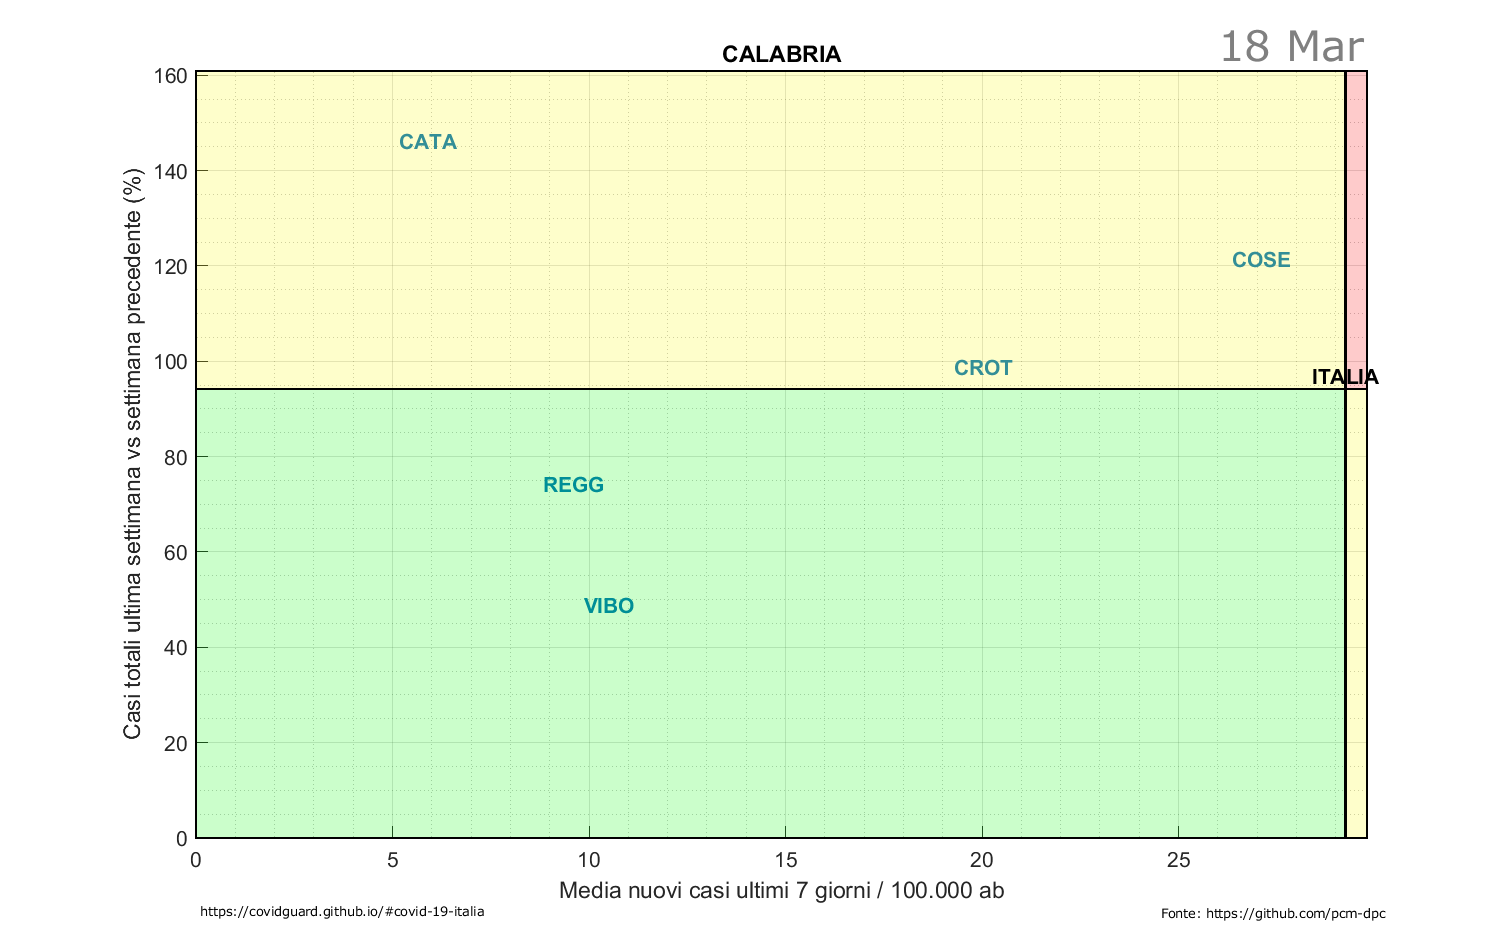 18 Mar
CALABRIA
160
140
120
100
80
60
40
20
0
Casi totali ultima settimana vs settimana precedente (%)
CATA
COSE
CROT
ITALIA
REGG
VIBO
0 5 10 15 20 25
Media nuovi casi ultimi 7 giorni / 100.000 ab
https://covidguard.github.io/#covid-19-italia
Fonte: https://github.com/pcm-dpc